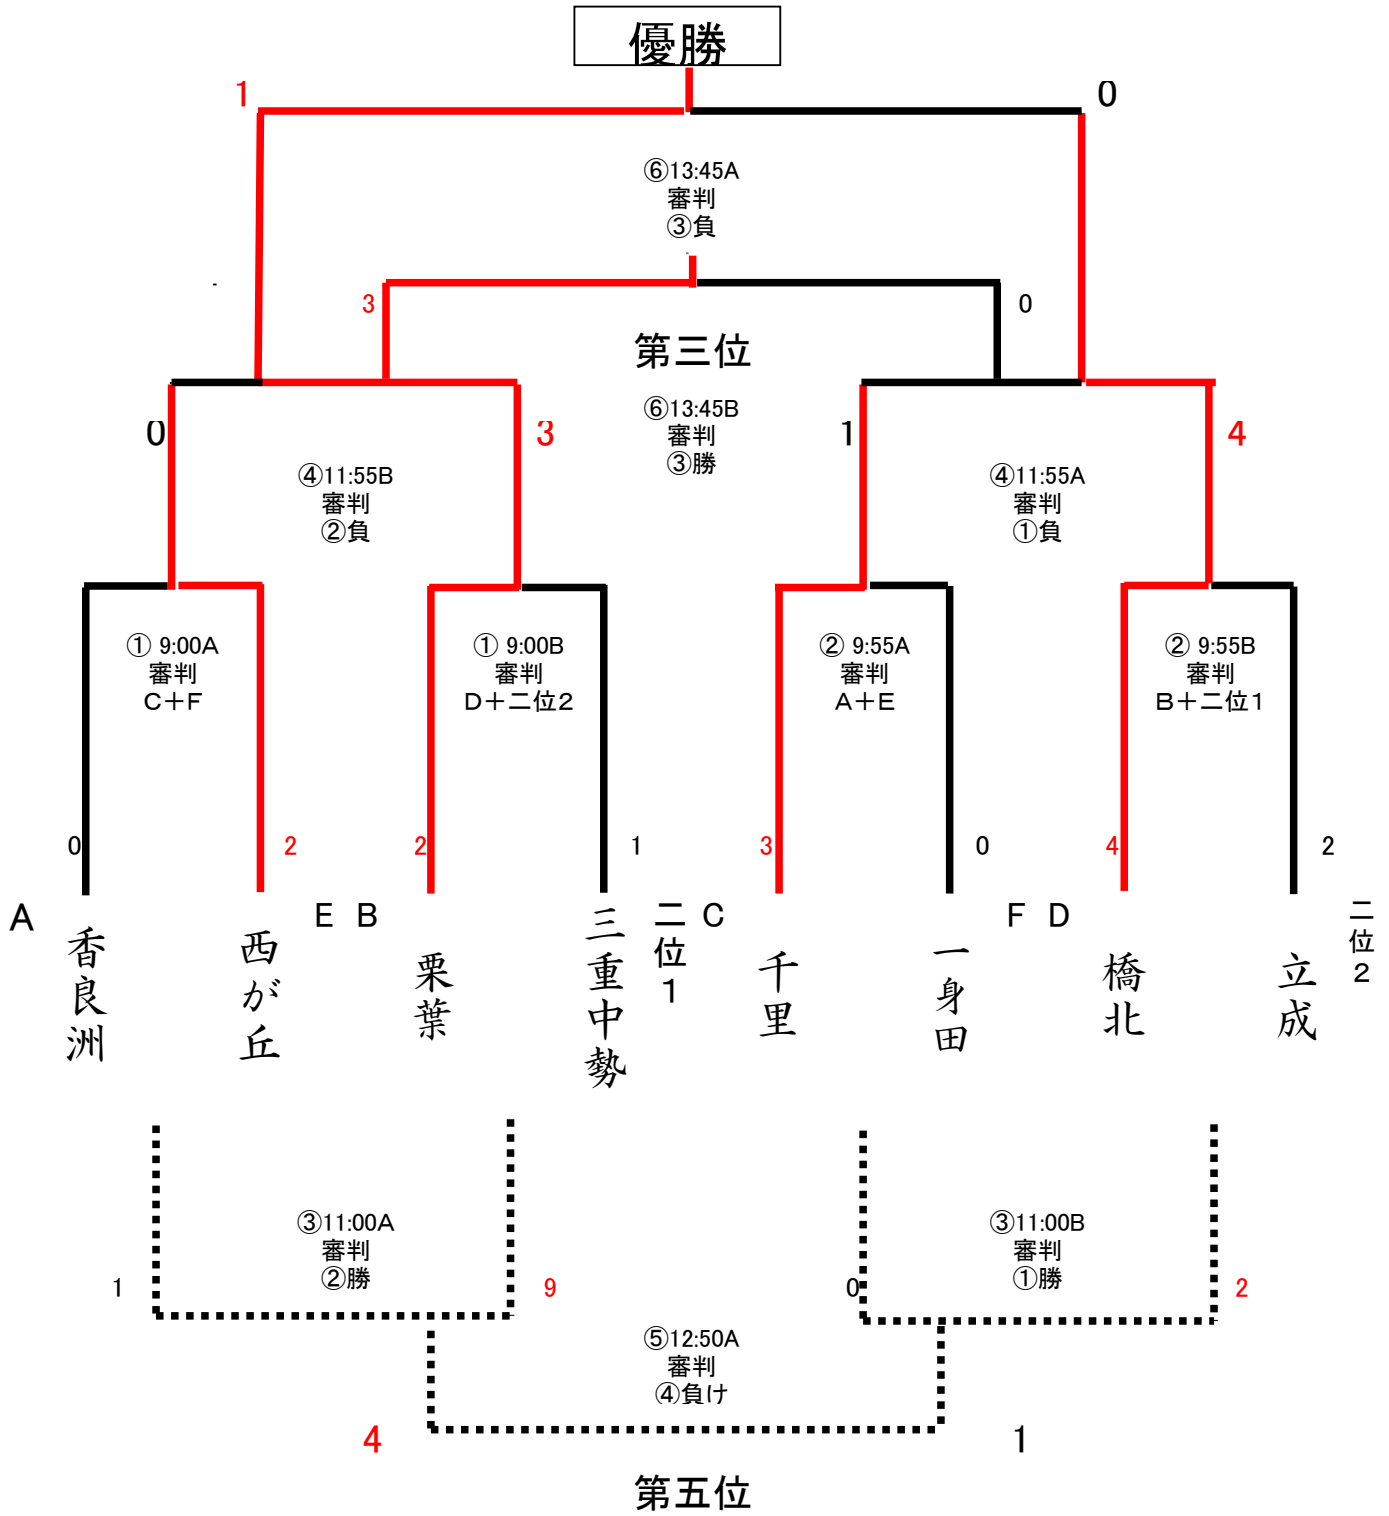 優勝
1
0
⑥13:45A
審判
③負
3
0
第三位
⑥13:45B
審判
③勝
0
3
1
4
④11:55B
審判
②負
④11:55A
審判
①負
① 9:00A
審判
C＋F
① 9:00B
審判
D＋二位2
② 9:55A
審判
A＋E
② 9:55B
審判
B＋二位1
0
2
2
1
3
0
4
2
A
香良洲
西が丘
E
B
栗葉
三重中勢
二位1
C
千里
一身田
F
D
橋北
立成
二位2
③11:00A
審判
②勝
③11:00B
審判
①勝
1
9
0
2
⑤12:50A
審判
④負け
4
1
第五位